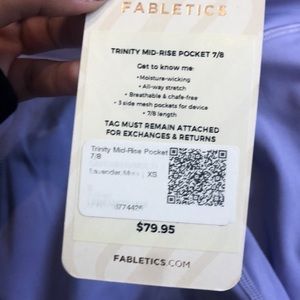 FABLETICS
TRINITY MID-RISE POCKET 7/8
Get to know me:
• Moisture-wicking
• All-way stretch
• Breathable & chafe-free
• 3 side mesh pockets for device
• 7/8 length
TAG MUST REMAIN ATTACHED
FOR EXCHANGES & RETURNS
Trinity Mid-Rise Pocket
7/8
Lavender XS
$79.95
FABLETICS.COM